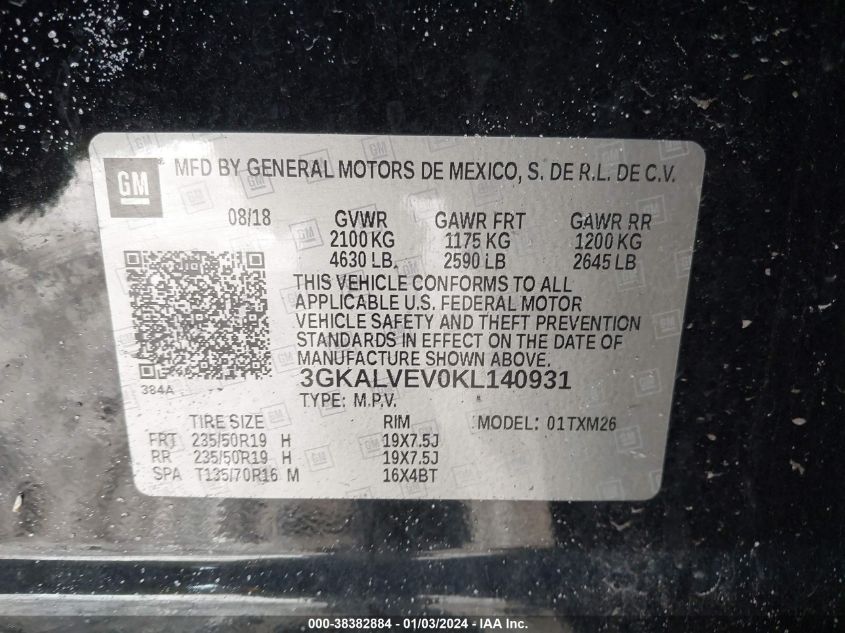 GM
MFD BY GENERAL MOTORS DE MEXICO, S. DE R.L. DE C.V.
08/18 GVWR GAWR FRT GAWR RR
2100 KG 1175 KG 1200 KG
4630 LB. 2590 LB 2645 LB
THIS VEHICLE CONFORMS TO ALL
APPLICABLE U.S. FEDERAL MOTOR
VEHICLE SAFETY AND THEFT PREVENTION
STANDARDS IN EFFECT ON THE DATE OF
MANUFACTURE SHOWN ABOVE.
384A
3GKALVEV0KL140931
TYPE: M.P.V.
TIRE SIZE RIM MODEL: 01TXM26
FRT 235/50R19 H 19X7.5J
RR 235/50R19 H 19X7.5J
SPA T135/70R16 M 16X4BT
000-38382884 - 01/03/2024 - IAA Inc.